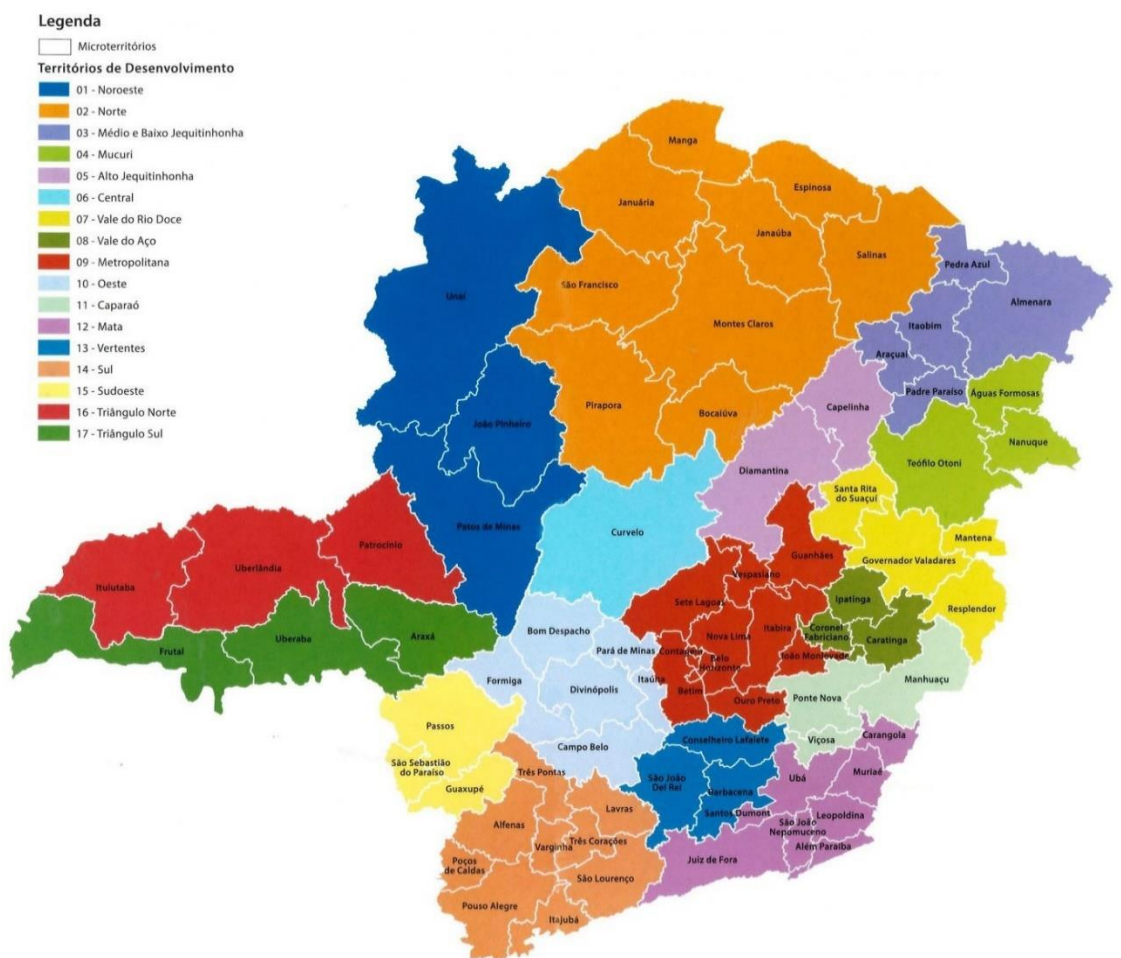 Legenda
Microterritórios
Territórios de Desenvolvimento
01 - Noroeste
02 - Norte
03 - Médio e Baixo Jequitinhonha
04 - Mucuri
05 - Alto Jequitinhonha
06 - Central
07 - Vale do Rio Doce
08 - Vale do Aço
09 - Metropolitana
10 - Oeste
11 - Caparaó
12 - Mata
13 - Vertentes
14 - Sul
15 - Sudoeste
16 - Triângulo Norte
17 - Triângulo Sul
Manga
Espinosa
Januária
Janaúba
Salinas
Pedra Azul
São Francisco
Unaí
Almenara
Montes Claros
Itaobim
Araçuaí
Padre Paraíso
Águas Formosas
Pirapora
Bocaiúva
Capelinha
João Pinheiro
Nanuque
Teófilo Otoni
Diamantina
Santa Rita
do Suaçuí
Patos de Minas
Curvelo
Mantena
Patrocínio
Guanhães
Governador Valadares
Uberlândia
Vespasiano
Ituiutaba
Ipatinga
Sete Lagoas
Resplendor
Coronel
Fabriciano
Itabira
Nova Lima
Bom Despacho
Araxá
Uberaba
Caratinga
Frutal
Pará de Minas
Contagem
Belo
Horizonte
João Monlevade
Formiga
Itaúna
Manhuaçu
Divinópolis
Betim
Ouro Preto
Ponte Nova
Passos
Viçosa
Carangola
Conselheiro Lafaiete
Campo Belo
São Sebastião
do Paraíso
Três Pontas
São João
Del Rei
Ubá
Muriaé
Guaxupé
Barbacena
Lavras
Santos Dumont
Leopoldina
São João
Nepomuceno
Alfenas
Três Corações
Varginha
Além Paraíba
Juiz de Fora
Poços
de Caldas
São Lourenço
Pouso Alegre
Itajubá